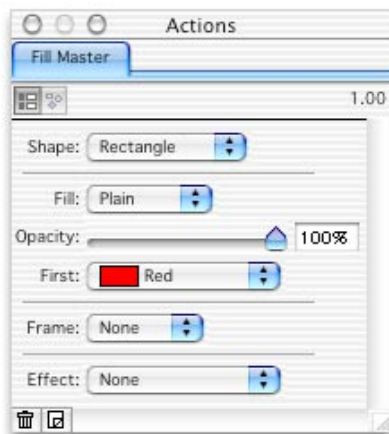 Actions
Fill Master
1.00
Shape: Rectangle
Fill: Plain
Opacity: 100%
First: Red
Frame: None
Effect: None